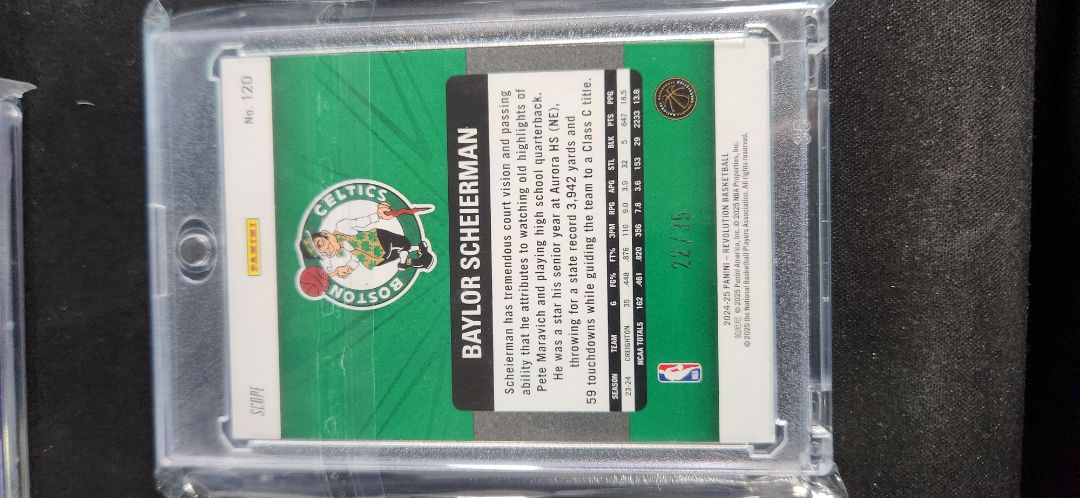 SCOPE
No. 120
PANINI
BOSTON CELTICS
BAYLOR SCHEIERMAN
Scheierman has tremendous court vision and passing
ability that he attributes to watching old highlights of
Pete Maravich and playing high school quarterback.
He was a star his senior year at Aurora HS (NE),
throwing for a state record 3,942 yards and
59 touchdowns while guiding the team to a Class C title.
SEASON TEAM G FG% FT% 3PM RPG APG STL BLK PTS PPG
23-24 CREIGHTON 35 .448 .876 110 9.0 3.9 32 5 647 18.5
NCAA TOTALS 162 .461 .820 356 7.8 3.6 153 29 2233 13.8
22/35
2024-25 PANINI – REVOLUTION BASKETBALL
© 2025 Panini America, Inc. © 2025 NBA Properties, Inc.
© 2025 the National Basketball Players Association. All rights reserved.